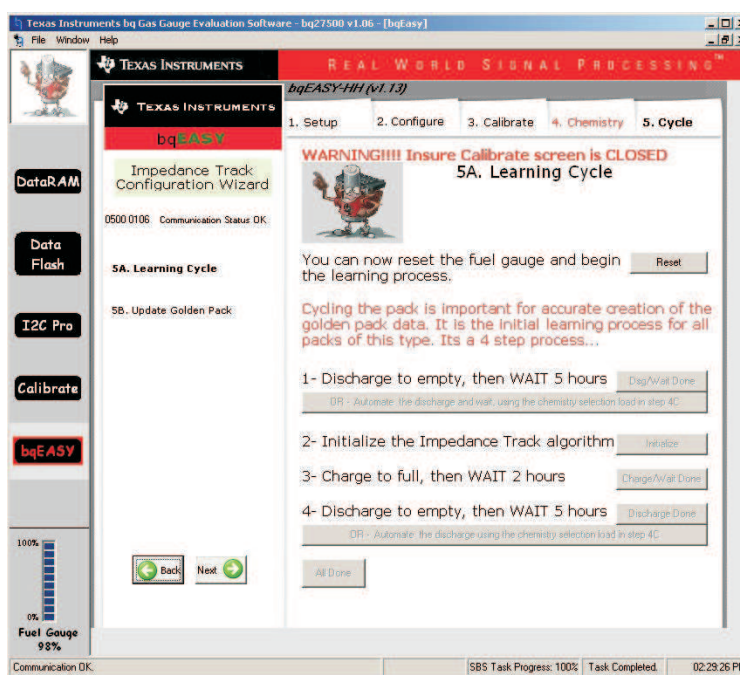 Texas Instruments bq Gas Gauge Evaluation Software - bq27500 v1.06 - [bqEasy]
File Window Help
TEXAS INSTRUMENTS
REAL WORLD SIGNAL PROCESSING™
bqEASY-HH (v1.13)
TEXAS INSTRUMENTS
bqEASY
1. Setup
2. Configure
3. Calibrate
4. Chemistry
5. Cycle
Impedance Track
Configuration Wizard
0500 0106 Communication Status OK
5A. Learning Cycle
5B. Update Golden Pack
Back
Next
DataRAM
Data
Flash
I2C Pro
Calibrate
bqEASY
100%
0%
Fuel Gauge
98%
WARNING!!!! Insure Calibrate screen is CLOSED
5A. Learning Cycle
You can now reset the fuel gauge and begin
the learning process.
Reset
Cycling the pack is important for accurate creation of the
golden pack data. It is the initial learning process for all
packs of this type. Its a 4 step process...
1- Discharge to empty, then WAIT 5 hours
Dsg/Wait Done
OR - Automate the discharge and wait, using the chemistry selection load in step 4C
2- Initialize the Impedance Track algorithm
Initialize
3- Charge to full, then WAIT 2 hours
Charge/Wait Done
4- Discharge to empty, then WAIT 5 hours
Discharge Done
OR - Automate the discharge using the chemistry selection load in step 4C
All Done
Communication OK.
SBS Task Progress: 100%
Task Completed.
02:29:26